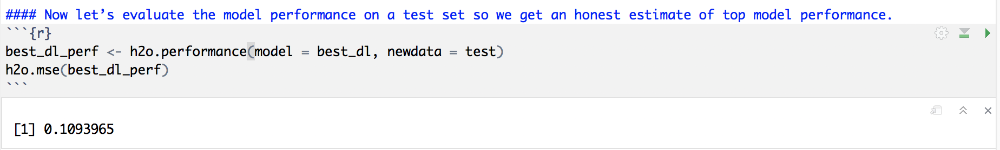 #### Now let’s evaluate the model performance on a test set so we get an honest estimate of top model performance.
```{r}
best_dl_perf <- h2o.performance(model = best_dl, newdata = test)
h2o.mse(best_dl_perf)
```
[1] 0.1093965